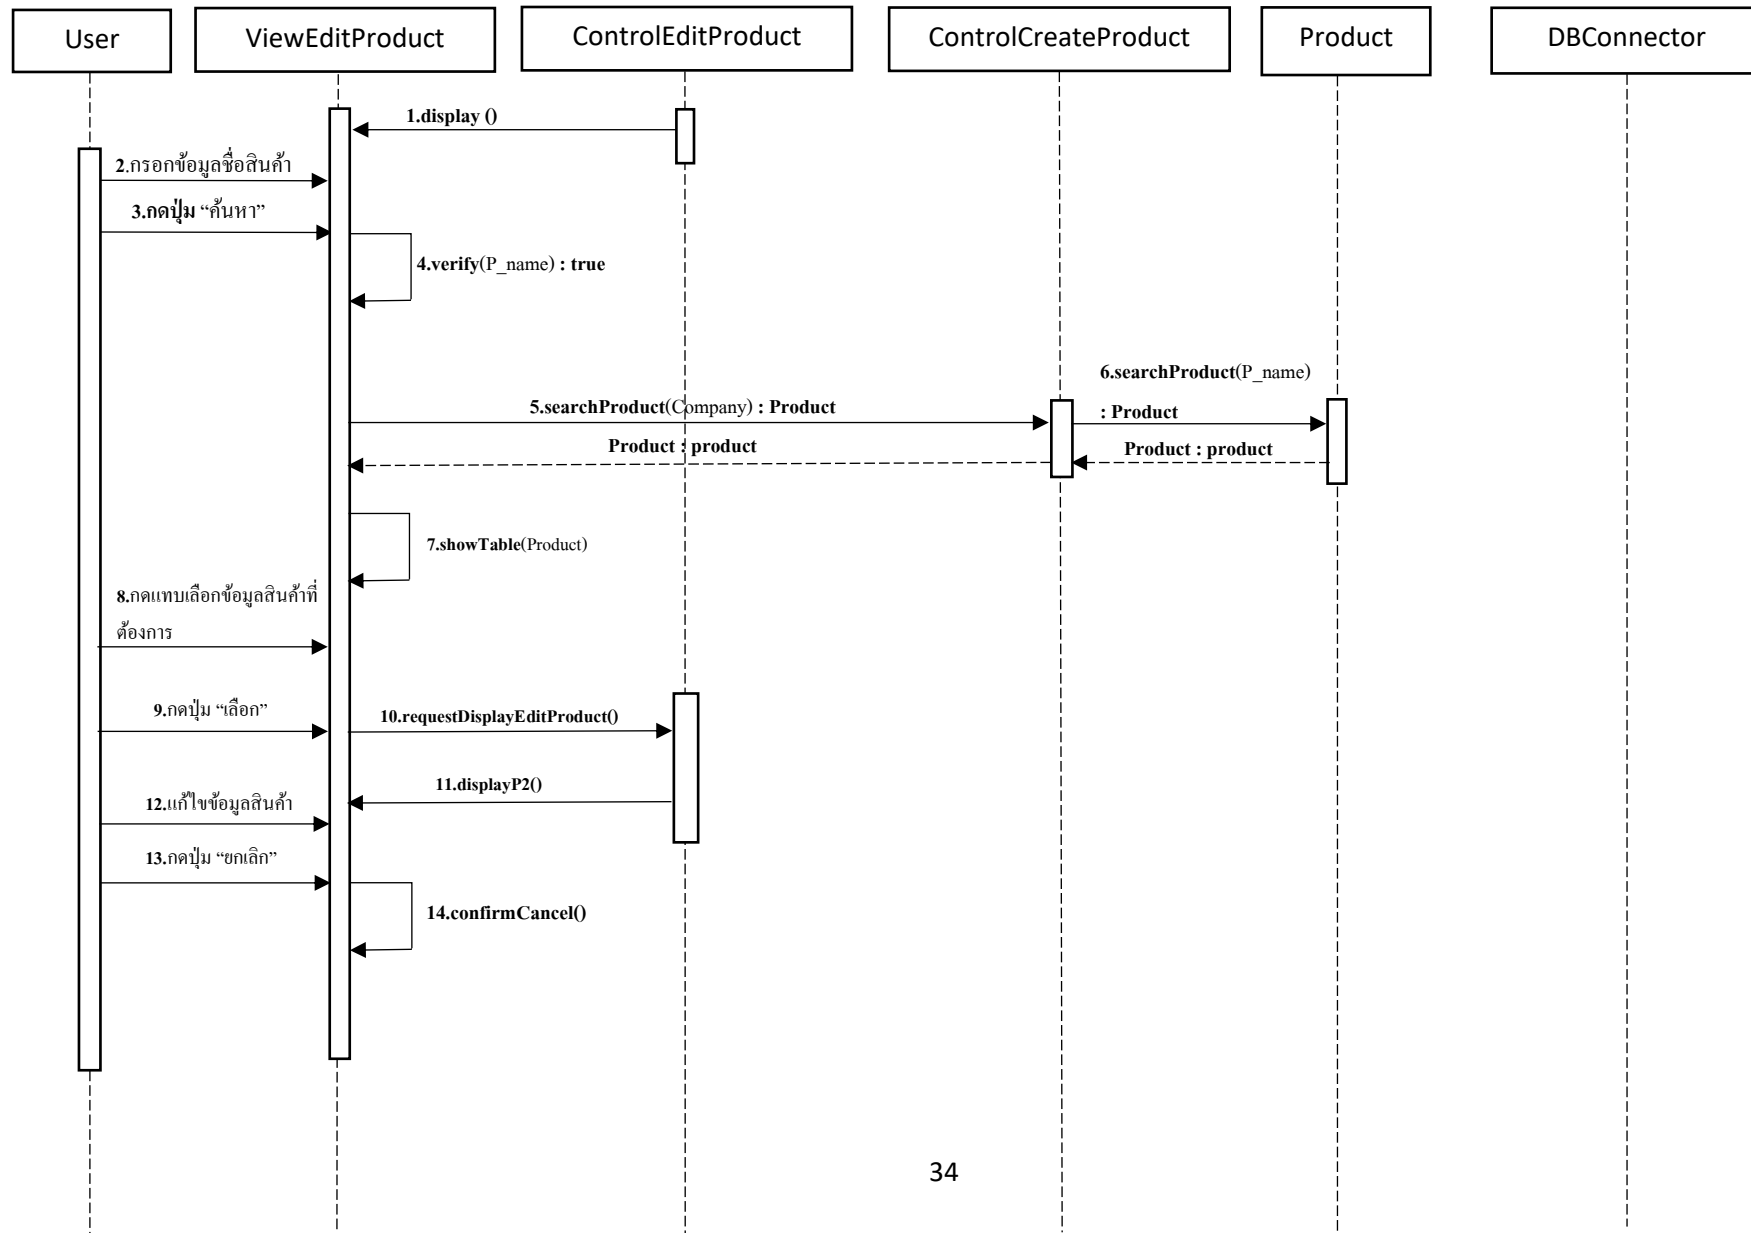 User
ViewEditProduct
ControlEditProduct
ControlCreateProduct
Product
DBConnector
1.display ()
2.กรอกข้อมูลชื่อสินค้า
3.กดปุ่ม “ค้นหา”
4.verify(P_name) : true
6.searchProduct(P_name)
: Product
5.searchProduct(Company) : Product
Product : product
Product : product
7.showTable(Product)
8.กดแทบเลือกข้อมูลสินค้าที่
ต้องการ
9.กดปุ่ม “เลือก”
10.requestDisplayEditProduct()
11.displayP2()
12.แก้ไขข้อมูลสินค้า
13.กดปุ่ม “ยกเลิก”
14.confirmCancel()
34